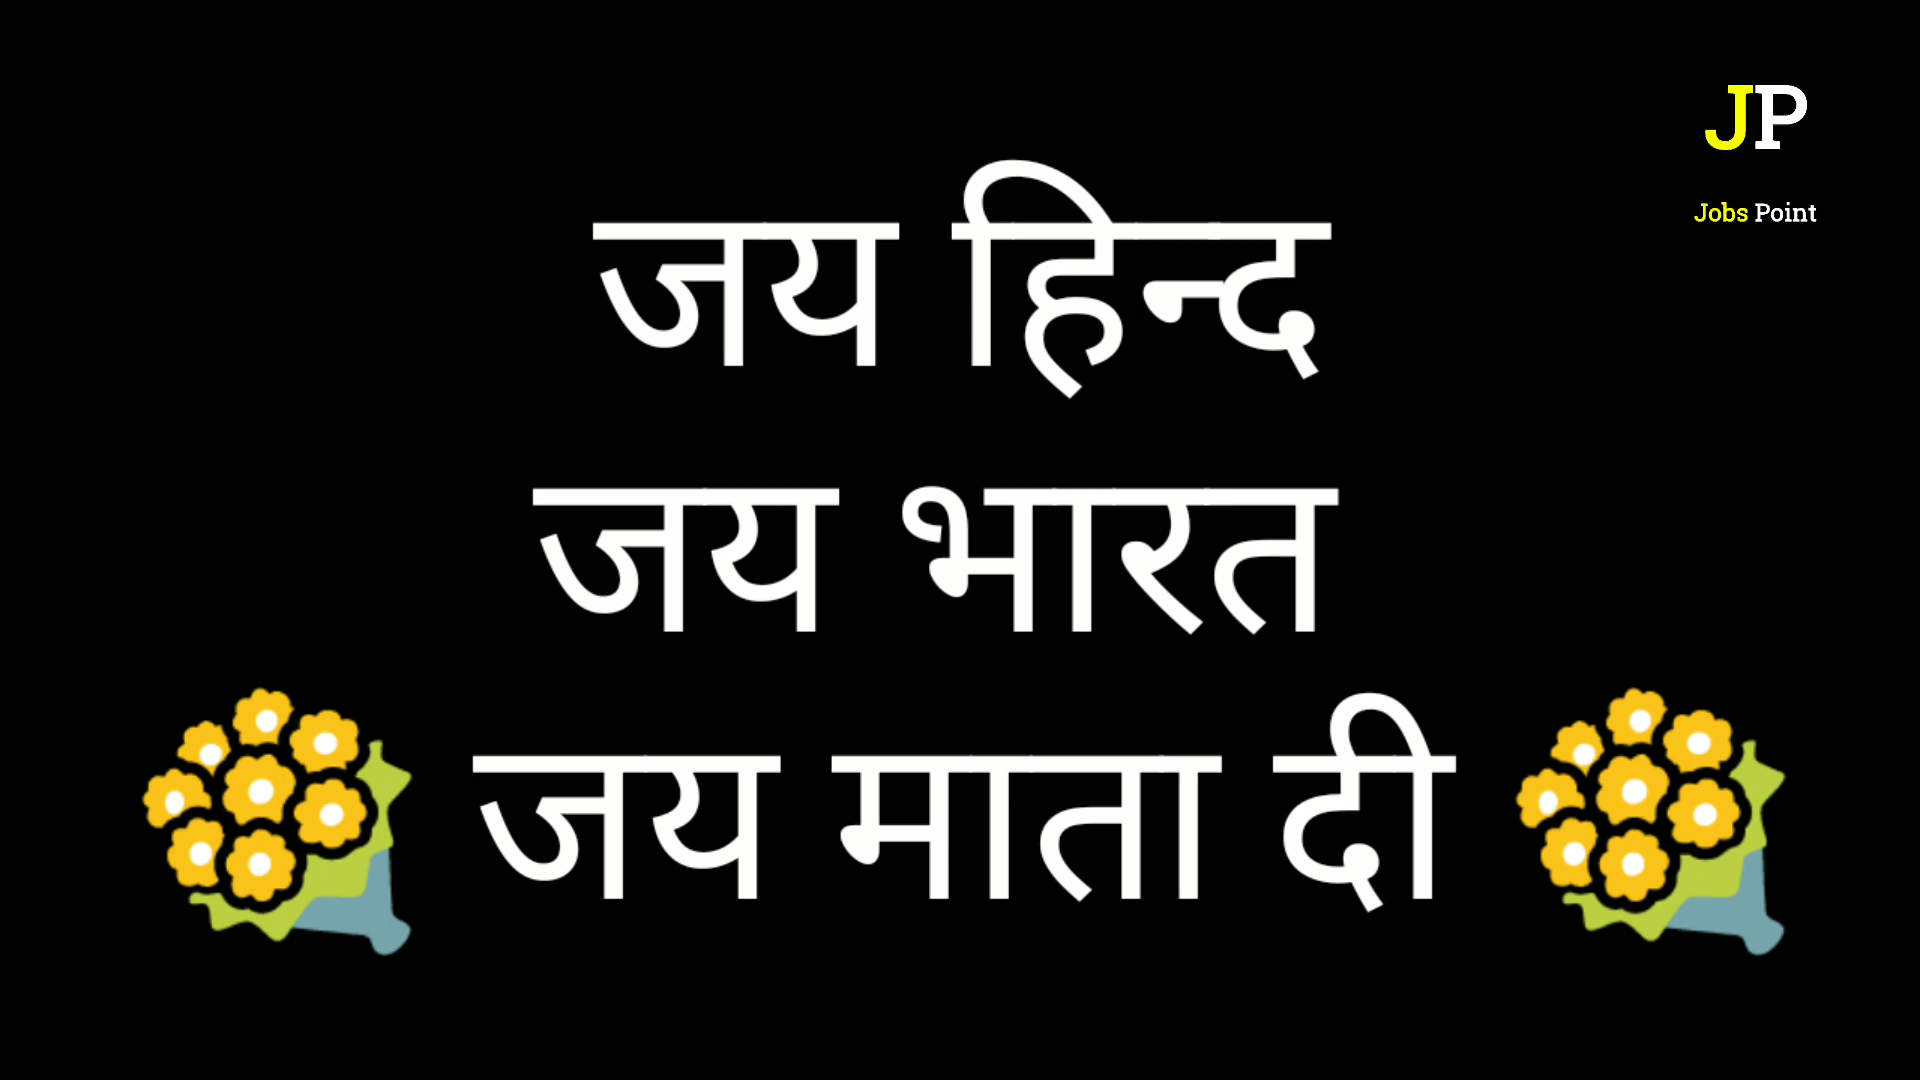 JP
Jobs Point
जय हिन्द
जय भारत
💐 जय माता दी 💐